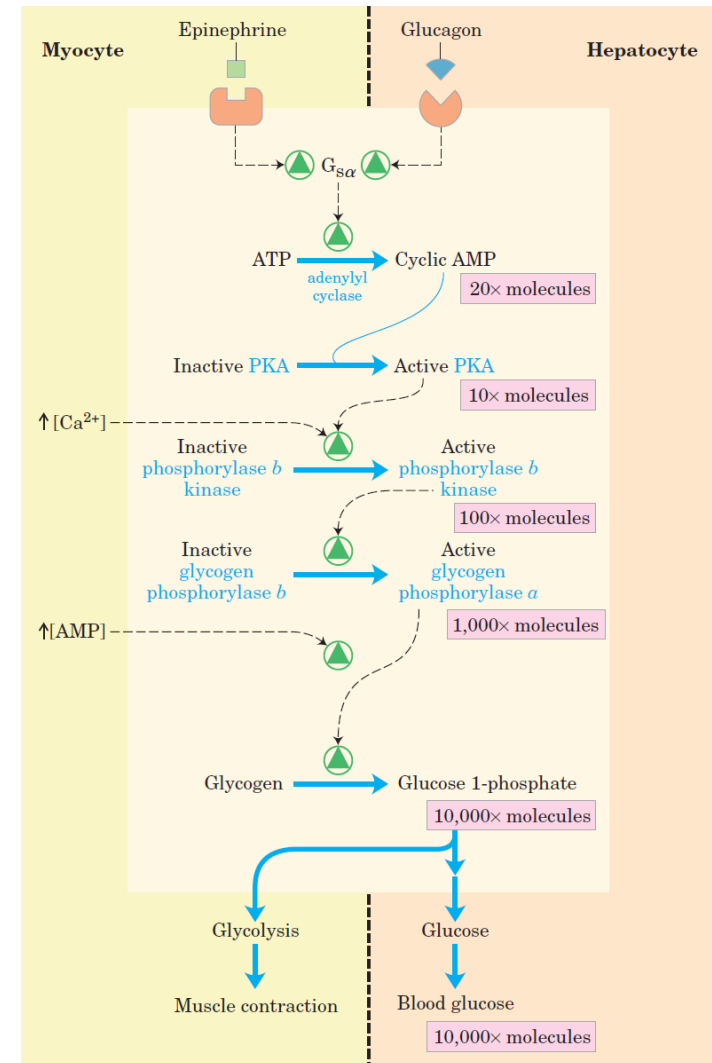 Epinephrine
Glucagon
Myocyte
Hepatocyte
Gsα
ATP
Cyclic AMP
adenylyl
cyclase
20× molecules
Inactive PKA
Active PKA
10× molecules
↑[Ca2+]
Inactive
phosphorylase b
kinase
Active
phosphorylase b
kinase
100× molecules
Inactive
glycogen
phosphorylase b
Active
glycogen
phosphorylase a
1,000× molecules
↑[AMP]
Glycogen
Glucose 1-phosphate
10,000× molecules
Glycolysis
Glucose
Muscle contraction
Blood glucose
10,000× molecules